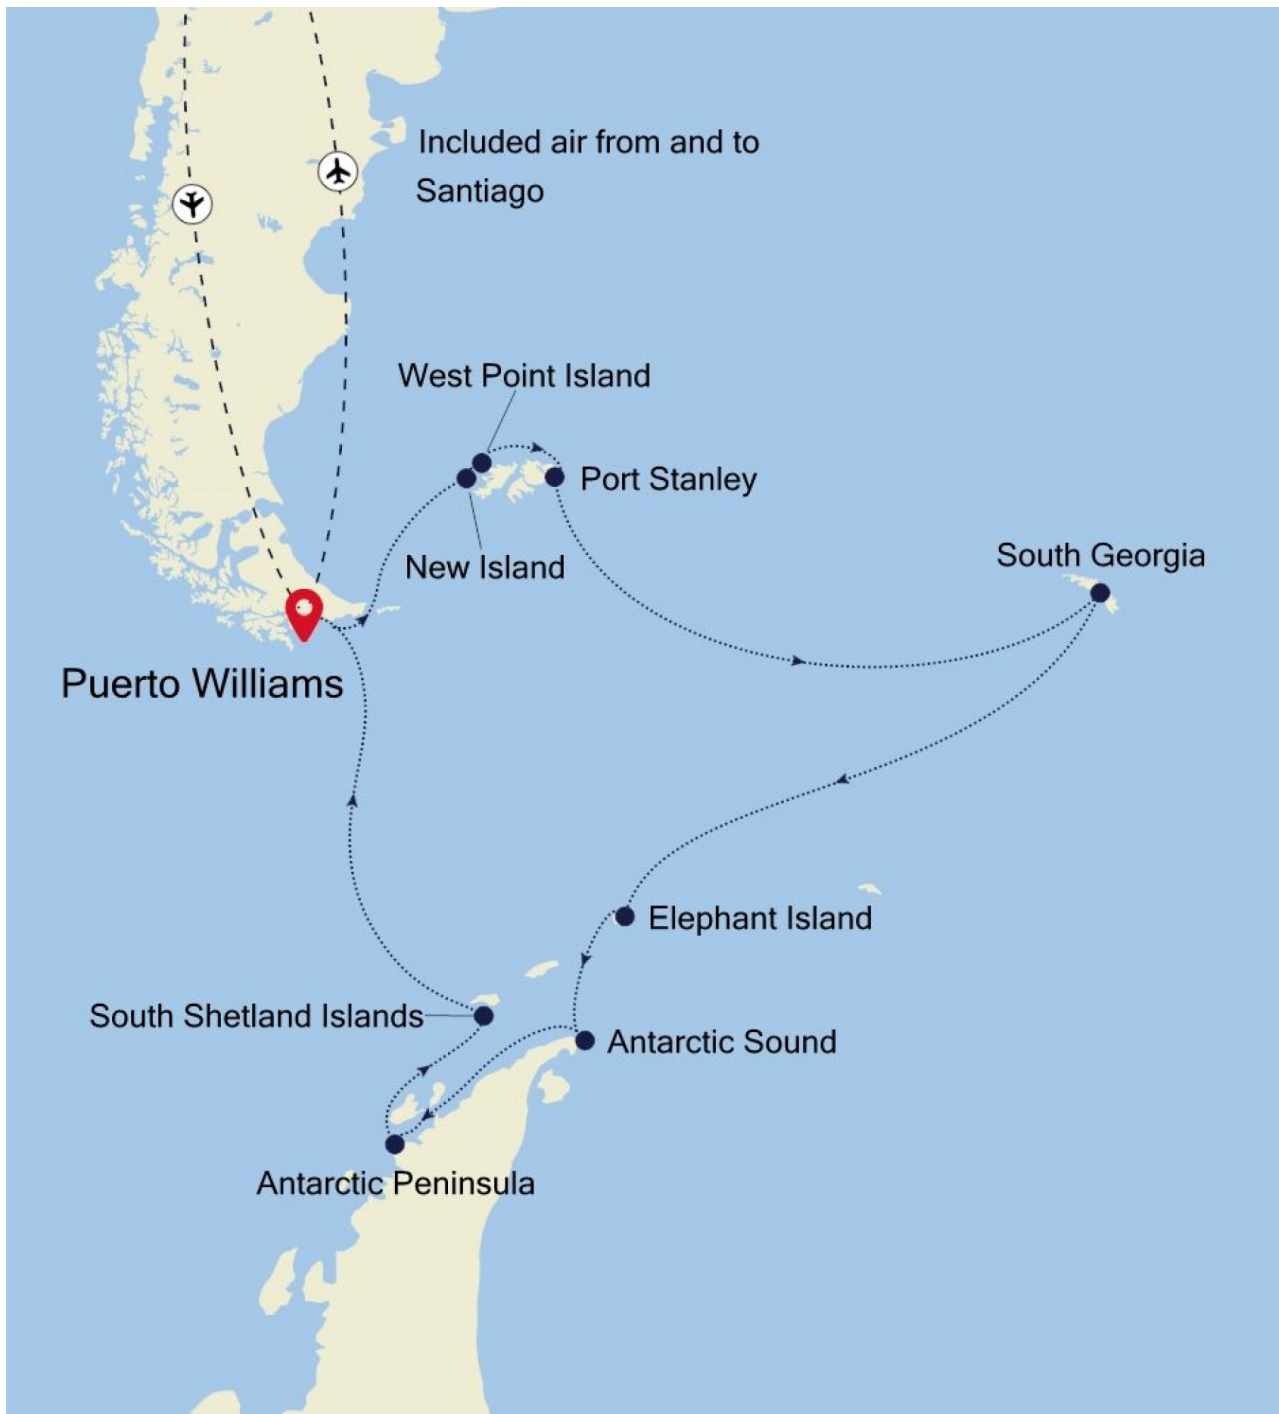 Included air from and to
Santiago
West Point Island
Port Stanley
New Island
South Georgia
Puerto Williams
Elephant Island
South Shetland Islands
Antarctic Sound
Antarctic Peninsula